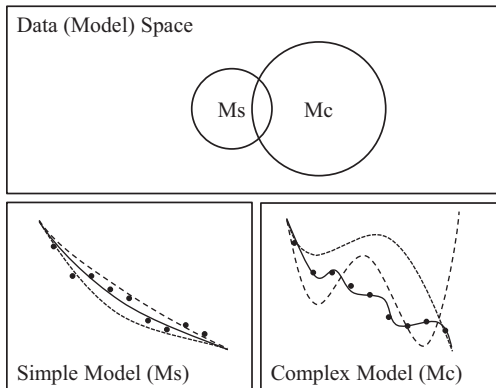 Data (Model) Space
Ms
Mc
Simple Model (Ms)
Complex Model (Mc)